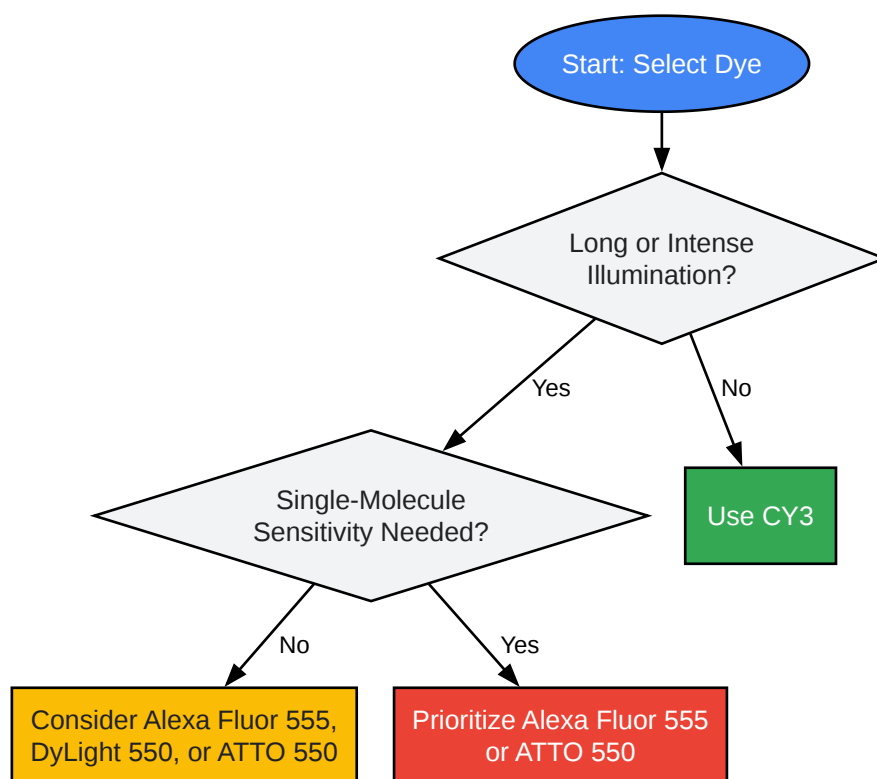 Start: Select Dye
Long or Intense
Illumination?
Yes
No
Single-Molecule
Sensitivity Needed?
Use CY3
No
Yes
Consider Alexa Fluor 555,
DyLight 550, or ATTO 550
Prioritize Alexa Fluor 555
or ATTO 550